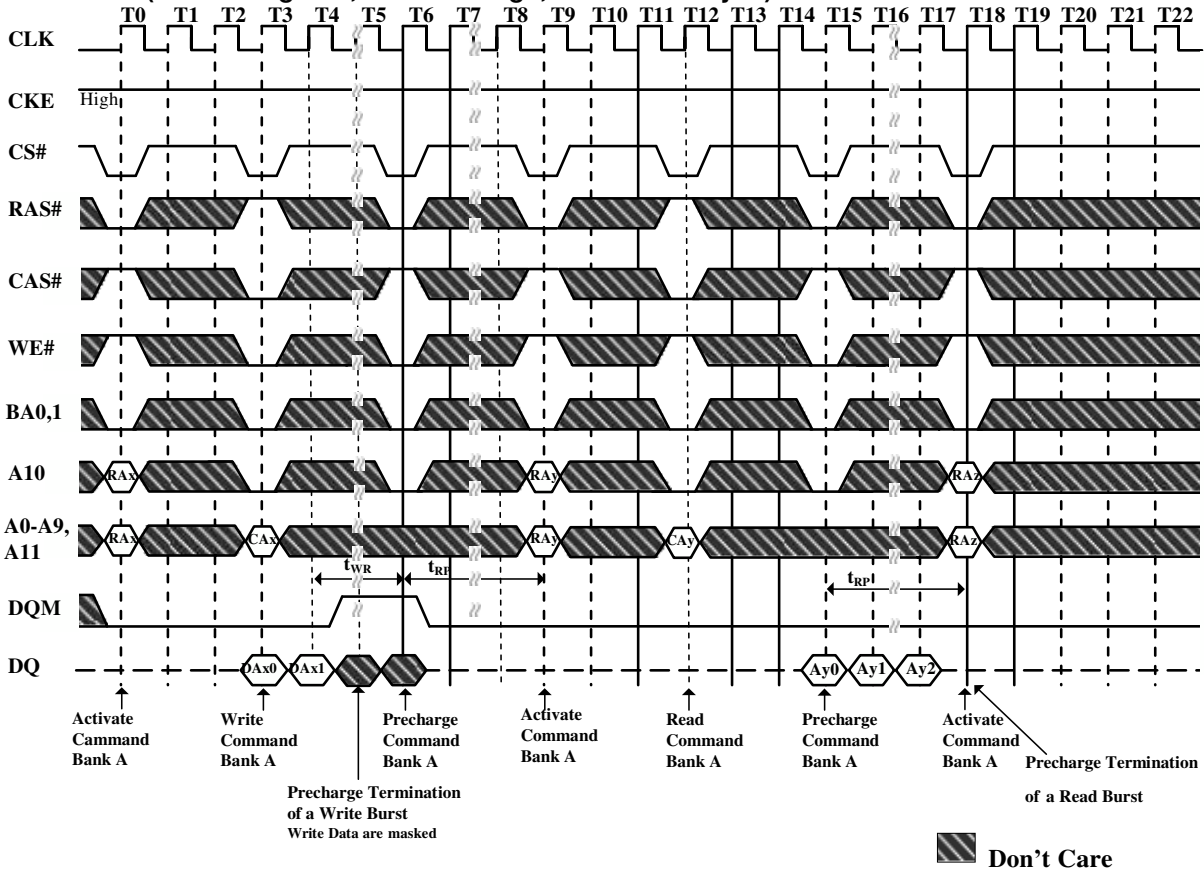 T0 T1 T2 T3 T4 T5 T6 T7 T8 T9 T10 T11 T12 T13 T14 T15 T16 T17 T18 T19 T20 T21 T22
CLK
CKE
High
CS#
RAS#
CAS#
WE#
BA0,1
A10
RAx RAy RAz
A0-A9,
A11
RAx CAx RAy CAy RAz
tWR tRP tRP
DQM
DQ
DAx0 DAx1 Ay0 Ay1 Ay2
Activate
Cammand
Bank A
Write
Command
Bank A
Precharge
Command
Bank A
Activate
Command
Bank A
Read
Command
Bank A
Precharge
Command
Bank A
Activate
Command
Bank A
Precharge Termination
of a Read Burst
Precharge Termination
of a Write Burst
Write Data are masked
Don't Care